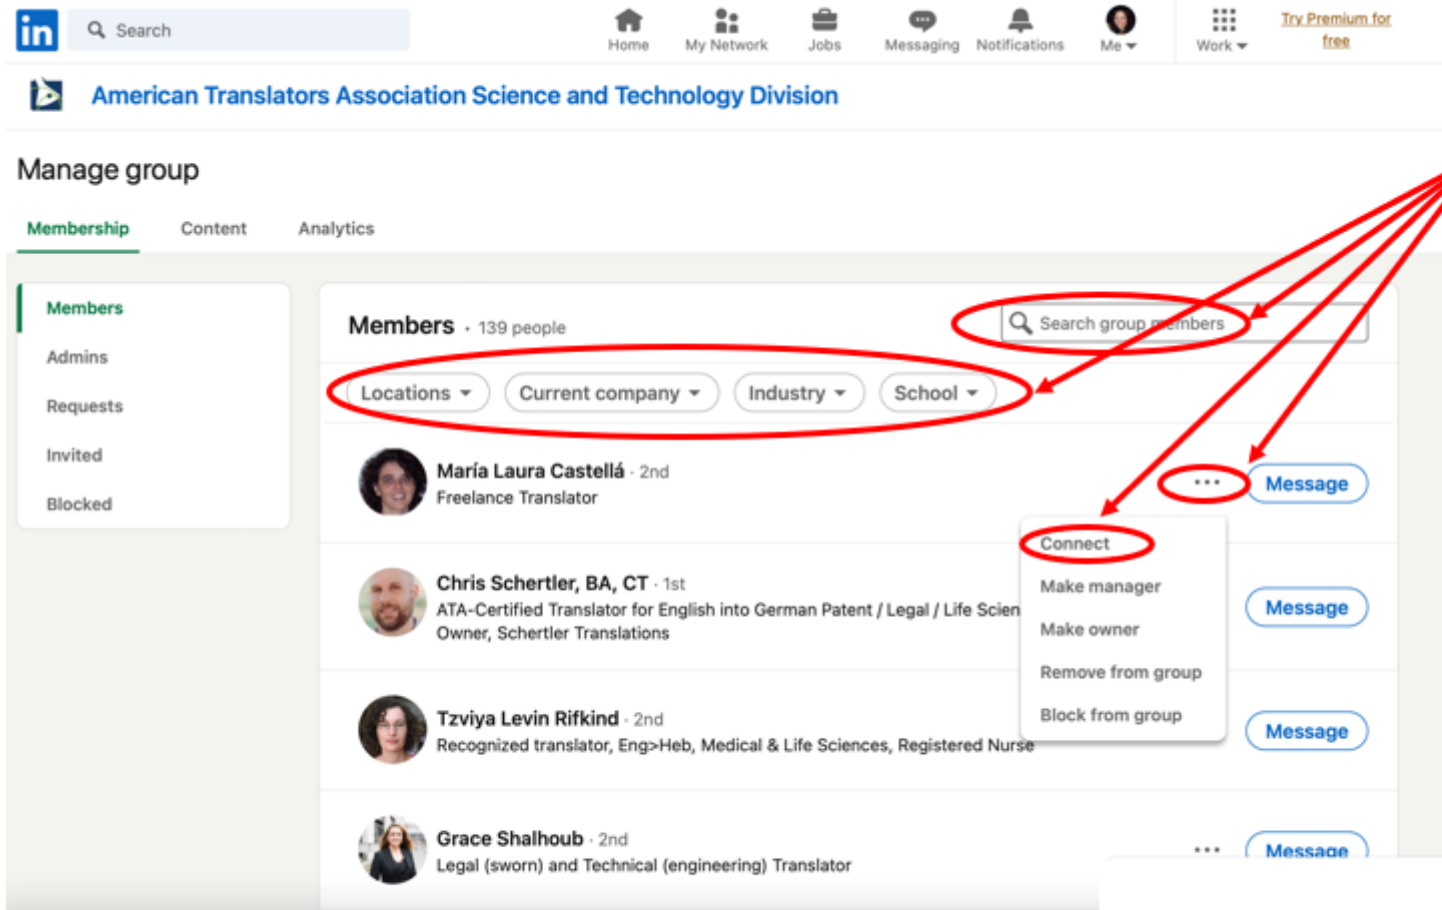 in
Search
Home
My Network
Jobs
Messaging
Notifications
Me
Work
Try Premium for
free
American Translators Association Science and Technology Division
Manage group
Membership
Content
Analytics
Members
Admins
Requests
Invited
Blocked
Members · 139 people
Search group members
Locations
Current company
Industry
School
María Laura Castellá · 2nd
Freelance Translator
Message
Connect
Make manager
Make owner
Remove from group
Block from group
Chris Schertler, BA, CT · 1st
ATA-Certified Translator for English into German Patent / Legal / Life Scien
Owner, Schertler Translations
Message
Tzviya Levin Rifkind · 2nd
Recognized translator, Eng>Heb, Medical & Life Sciences, Registered Nurse
Message
Grace Shalhoub · 2nd
Legal (sworn) and Technical (engineering) Translator
Message